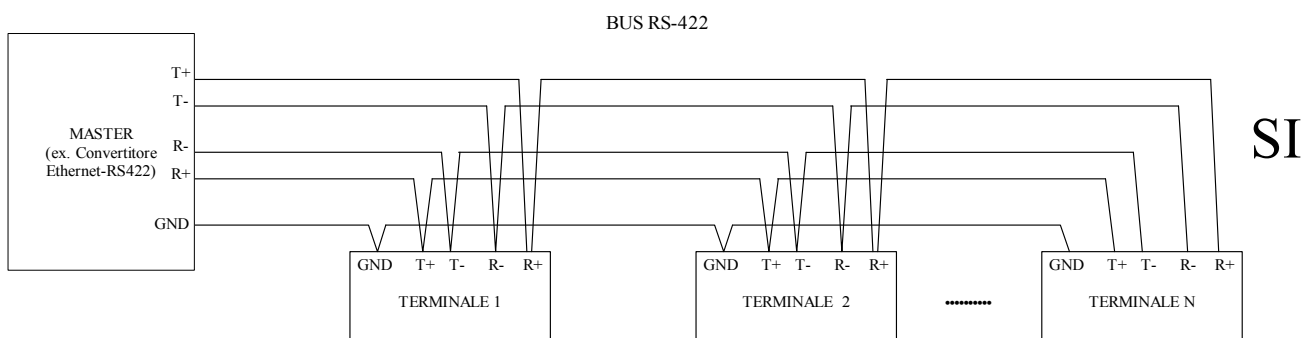 BUS RS-422
T+
T-
MASTER
(ex. Convertitore
Ethernet-RS422)
R-
R+
GND
SI
GND T+ T- R- R+
TERMINALE 1
GND T+ T- R- R+
TERMINALE 2
..........
GND T+ T- R- R+
TERMINALE N